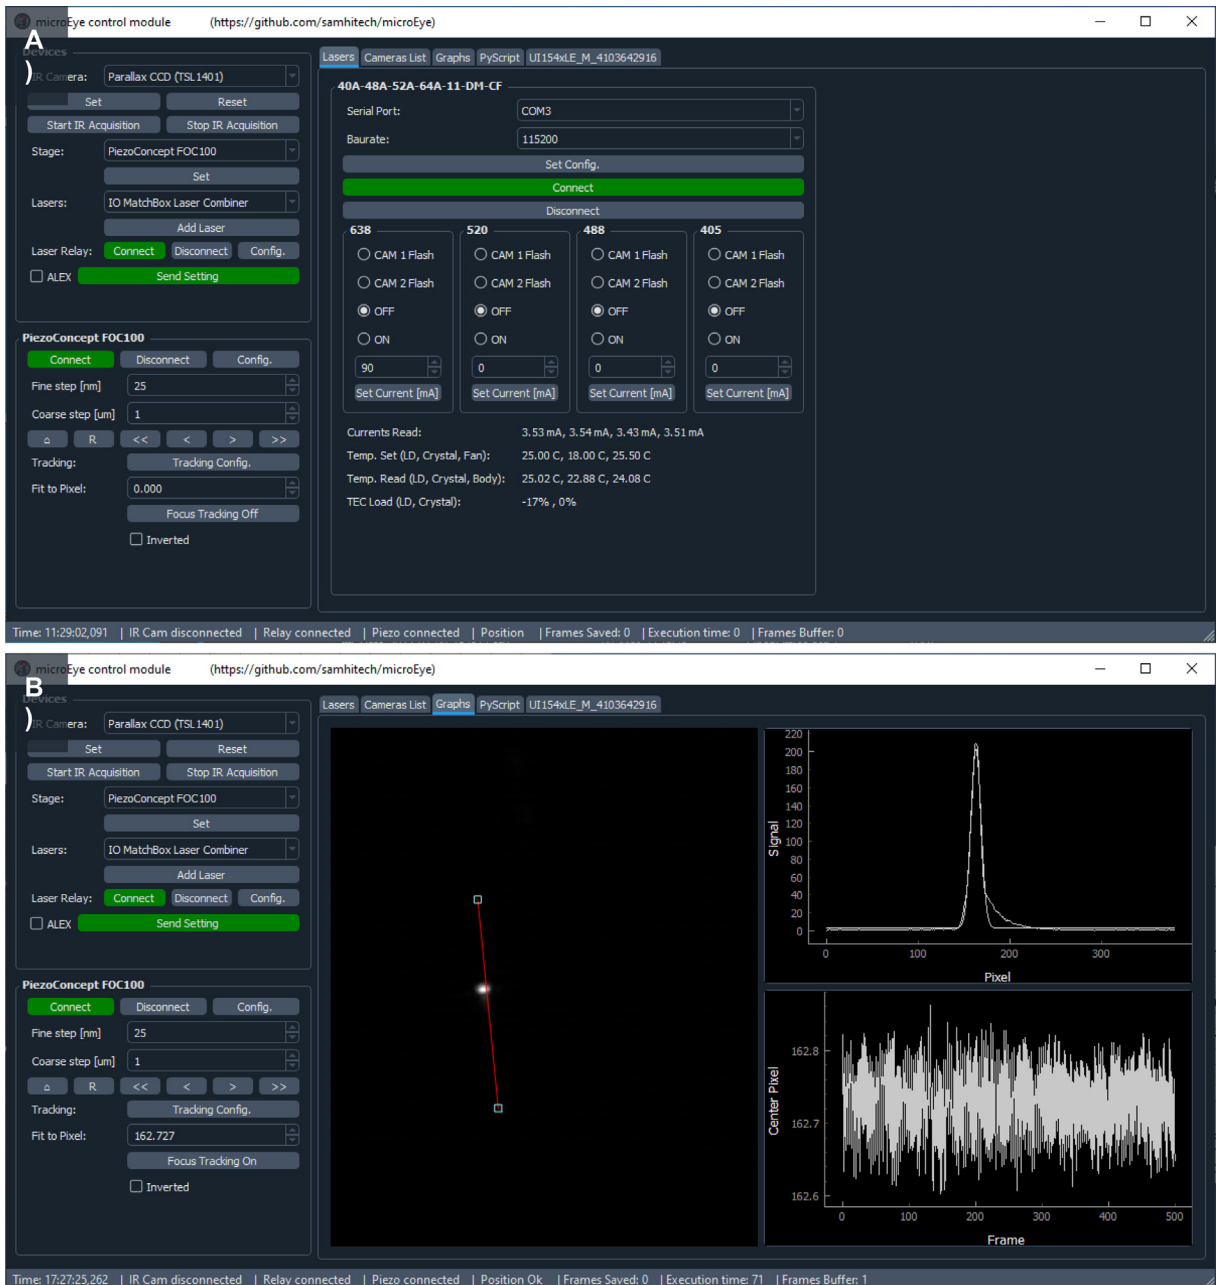 microEye control module (https://github.com/samhitech/microEye)
A
)
Devices
Lasers Cameras List Graphs PyScript UI154xLE_M_4103642916
IR Camera: Parallax CCD (TSL1401)
Set Reset
Start IR Acquisition Stop IR Acquisition
Stage: PiezoConcept FOC100
Set
Lasers: IO MatchBox Laser Combiner
Add Laser
Laser Relay: Connect Disconnect Config.
ALEX Send Setting
PiezoConcept FOC100
Connect Disconnect Config.
Fine step [nm] 25
Coarse step [um] 1
⌂ R << < > >>
Tracking: Tracking Config.
Fit to Pixel: 0.000
Focus Tracking Off
Inverted
40A-48A-52A-64A-11-DM-CF
Serial Port: COM3
Baurate: 115200
Set Config.
Connect
Disconnect
638 520 488 405
CAM 1 Flash CAM 1 Flash CAM 1 Flash CAM 1 Flash
CAM 2 Flash CAM 2 Flash CAM 2 Flash CAM 2 Flash
OFF OFF OFF OFF
ON ON ON ON
90 0 0 0
Set Current [mA] Set Current [mA] Set Current [mA] Set Current [mA]
Currents Read: 3.53 mA, 3.54 mA, 3.43 mA, 3.51 mA
Temp. Set (LD, Crystal, Fan): 25.00 C, 18.00 C, 25.50 C
Temp. Read (LD, Crystal, Body): 25.02 C, 22.88 C, 24.08 C
TEC Load (LD, Crystal): -17% , 0%
Time: 11:29:02,091 | IR Cam disconnected | Relay connected | Piezo connected | Position | Frames Saved: 0 | Execution time: 0 | Frames Buffer: 0
microEye control module (https://github.com/samhitech/microEye)
B
)
Devices
Lasers Cameras List Graphs PyScript UI154xLE_M_4103642916
IR Camera: Parallax CCD (TSL1401)
Set Reset
Start IR Acquisition Stop IR Acquisition
Stage: PiezoConcept FOC100
Set
Lasers: IO MatchBox Laser Combiner
Add Laser
Laser Relay: Connect Disconnect Config.
ALEX Send Setting
PiezoConcept FOC100
Connect Disconnect Config.
Fine step [nm] 25
Coarse step [um] 1
⌂ R << < > >>
Tracking: Tracking Config.
Fit to Pixel: 162.727
Focus Tracking On
Inverted
220
200
180
160
140
120
100
80
60
40
20
0
Signal
0 100 200 300
Pixel
162.8
162.7
162.6
Center Pixel
0 100 200 300 400 500
Frame
Time: 17:27:25,262 | IR Cam disconnected | Relay connected | Piezo connected | Position Ok | Frames Saved: 0 | Execution time: 71 | Frames Buffer: 1